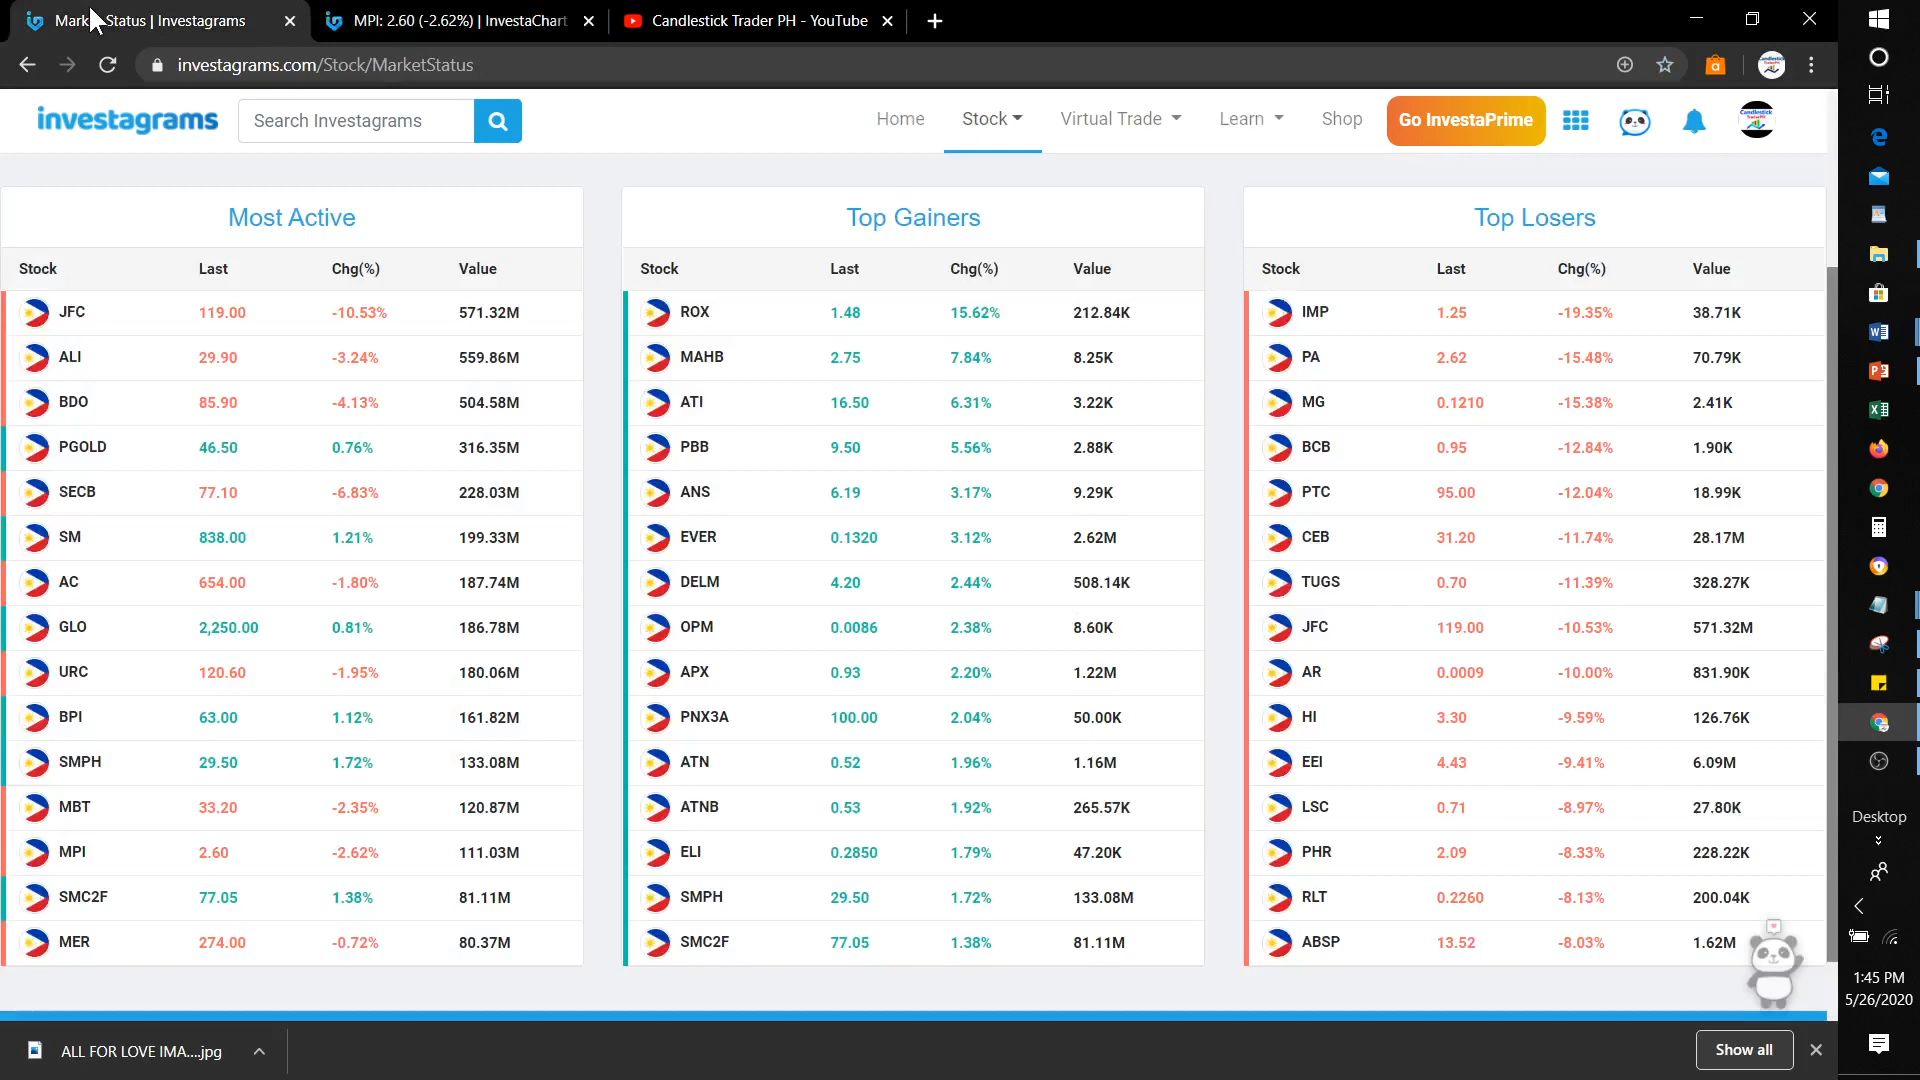 Mark Status | Investagrams
MPI: 2.60 (-2.62%) | InvestaChart
Candlestick Trader PH - YouTube
investagrams.com/Stock/MarketStatus
investagrams
Search Investagrams
Home
Stock
Virtual Trade
Learn
Shop
Go InvestaPrime
Most Active
Stock Last Chg(%) Value
JFC 119.00 -10.53% 571.32M
ALI 29.90 -3.24% 559.86M
BDO 85.90 -4.13% 504.58M
PGOLD 46.50 0.76% 316.35M
SECB 77.10 -6.83% 228.03M
SM 838.00 1.21% 199.33M
AC 654.00 -1.80% 187.74M
GLO 2,250.00 0.81% 186.78M
URC 120.60 -1.95% 180.06M
BPI 63.00 1.12% 161.82M
SMPH 29.50 1.72% 133.08M
MBT 33.20 -2.35% 120.87M
MPI 2.60 -2.62% 111.03M
SMC2F 77.05 1.38% 81.11M
MER 274.00 -0.72% 80.37M
Top Gainers
Stock Last Chg(%) Value
ROX 1.48 15.62% 212.84K
MAHB 2.75 7.84% 8.25K
ATI 16.50 6.31% 3.22K
PBB 9.50 5.56% 2.88K
ANS 6.19 3.17% 9.29K
EVER 0.1320 3.12% 2.62M
DELM 4.20 2.44% 508.14K
OPM 0.0086 2.38% 8.60K
APX 0.93 2.20% 1.22M
PNX3A 100.00 2.04% 50.00K
ATN 0.52 1.96% 1.16M
ATNB 0.53 1.92% 265.57K
ELI 0.2850 1.79% 47.20K
SMPH 29.50 1.72% 133.08M
SMC2F 77.05 1.38% 81.11M
Top Losers
Stock Last Chg(%) Value
IMP 1.25 -19.35% 38.71K
PA 2.62 -15.48% 70.79K
MG 0.1210 -15.38% 2.41K
BCB 0.95 -12.84% 1.90K
PTC 95.00 -12.04% 18.99K
CEB 31.20 -11.74% 28.17M
TUGS 0.70 -11.39% 328.27K
JFC 119.00 -10.53% 571.32M
AR 0.0009 -10.00% 831.90K
HI 3.30 -9.59% 126.76K
EEI 4.43 -9.41% 6.09M
LSC 0.71 -8.97% 27.80K
PHR 2.09 -8.33% 228.22K
RLT 0.2260 -8.13% 200.04K
ABSP 13.52 -8.03% 1.62M
Desktop
1:45 PM
5/26/2020
ALL FOR LOVE IMA....jpg
Show all